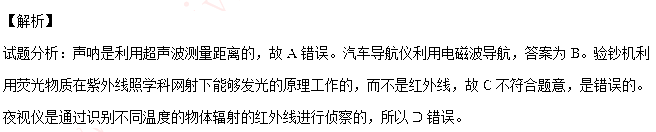 【解析】
试题分析：声呐是利用超声波测量距离的，故 A 错误。汽车导航仪利用电磁波导航，答案为 B。验钞机利
用荧光物质在紫外线照学科网射下能够发光的原理工作的，而不是红外线，故 C 不符合题意，是错误的。
夜视仪是通过识别不同温度的物体辐射的红外线进行侦察的，所以 ⊃ 错误。